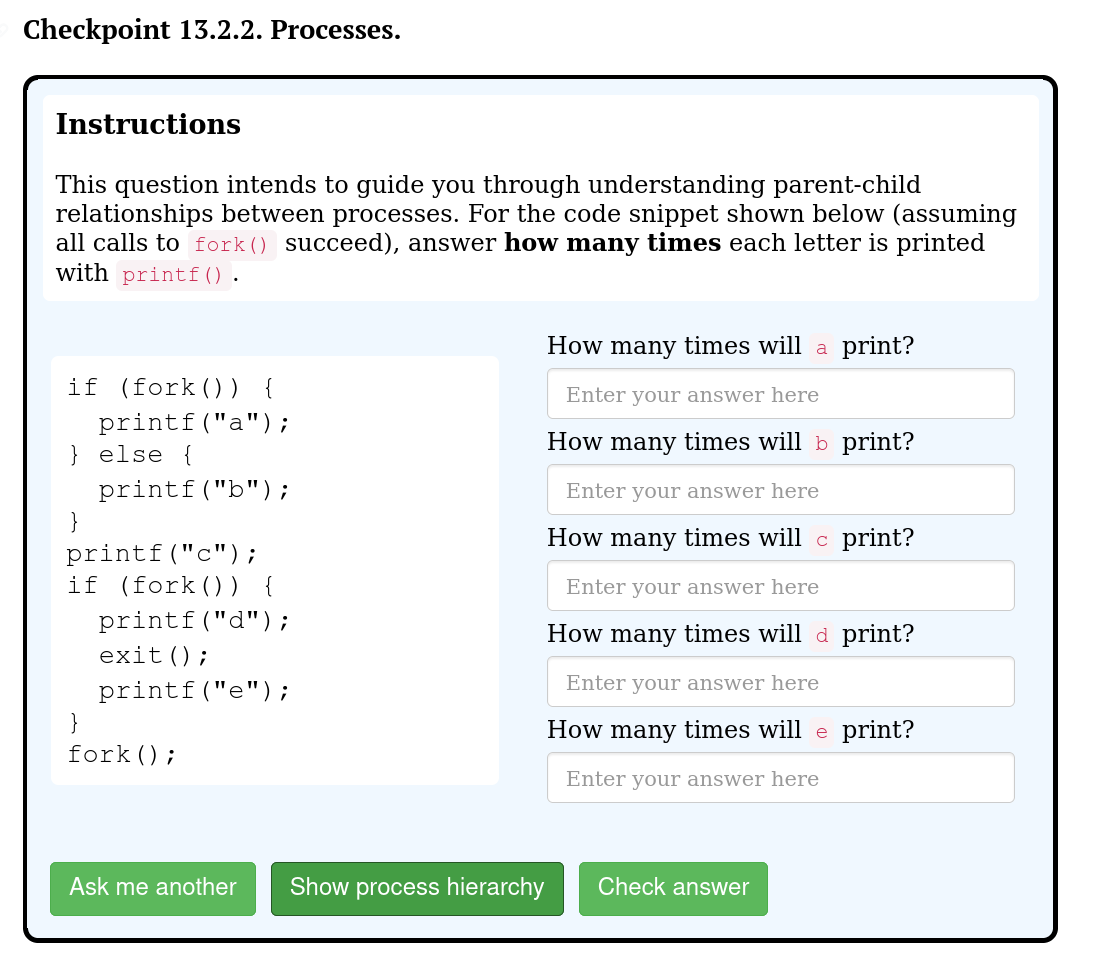 Checkpoint 13.2.2. Processes.
Instructions
This question intends to guide you through understanding parent-child
relationships between processes. For the code snippet shown below (assuming
all calls to fork() succeed), answer how many times each letter is printed
with printf().
if (fork()) {
  printf("a");
} else {
  printf("b");
}
printf("c");
if (fork()) {
  printf("d");
  exit();
  printf("e");
}
fork();
How many times will a print?
Enter your answer here
How many times will b print?
Enter your answer here
How many times will c print?
Enter your answer here
How many times will d print?
Enter your answer here
How many times will e print?
Enter your answer here
Ask me another
Show process hierarchy
Check answer